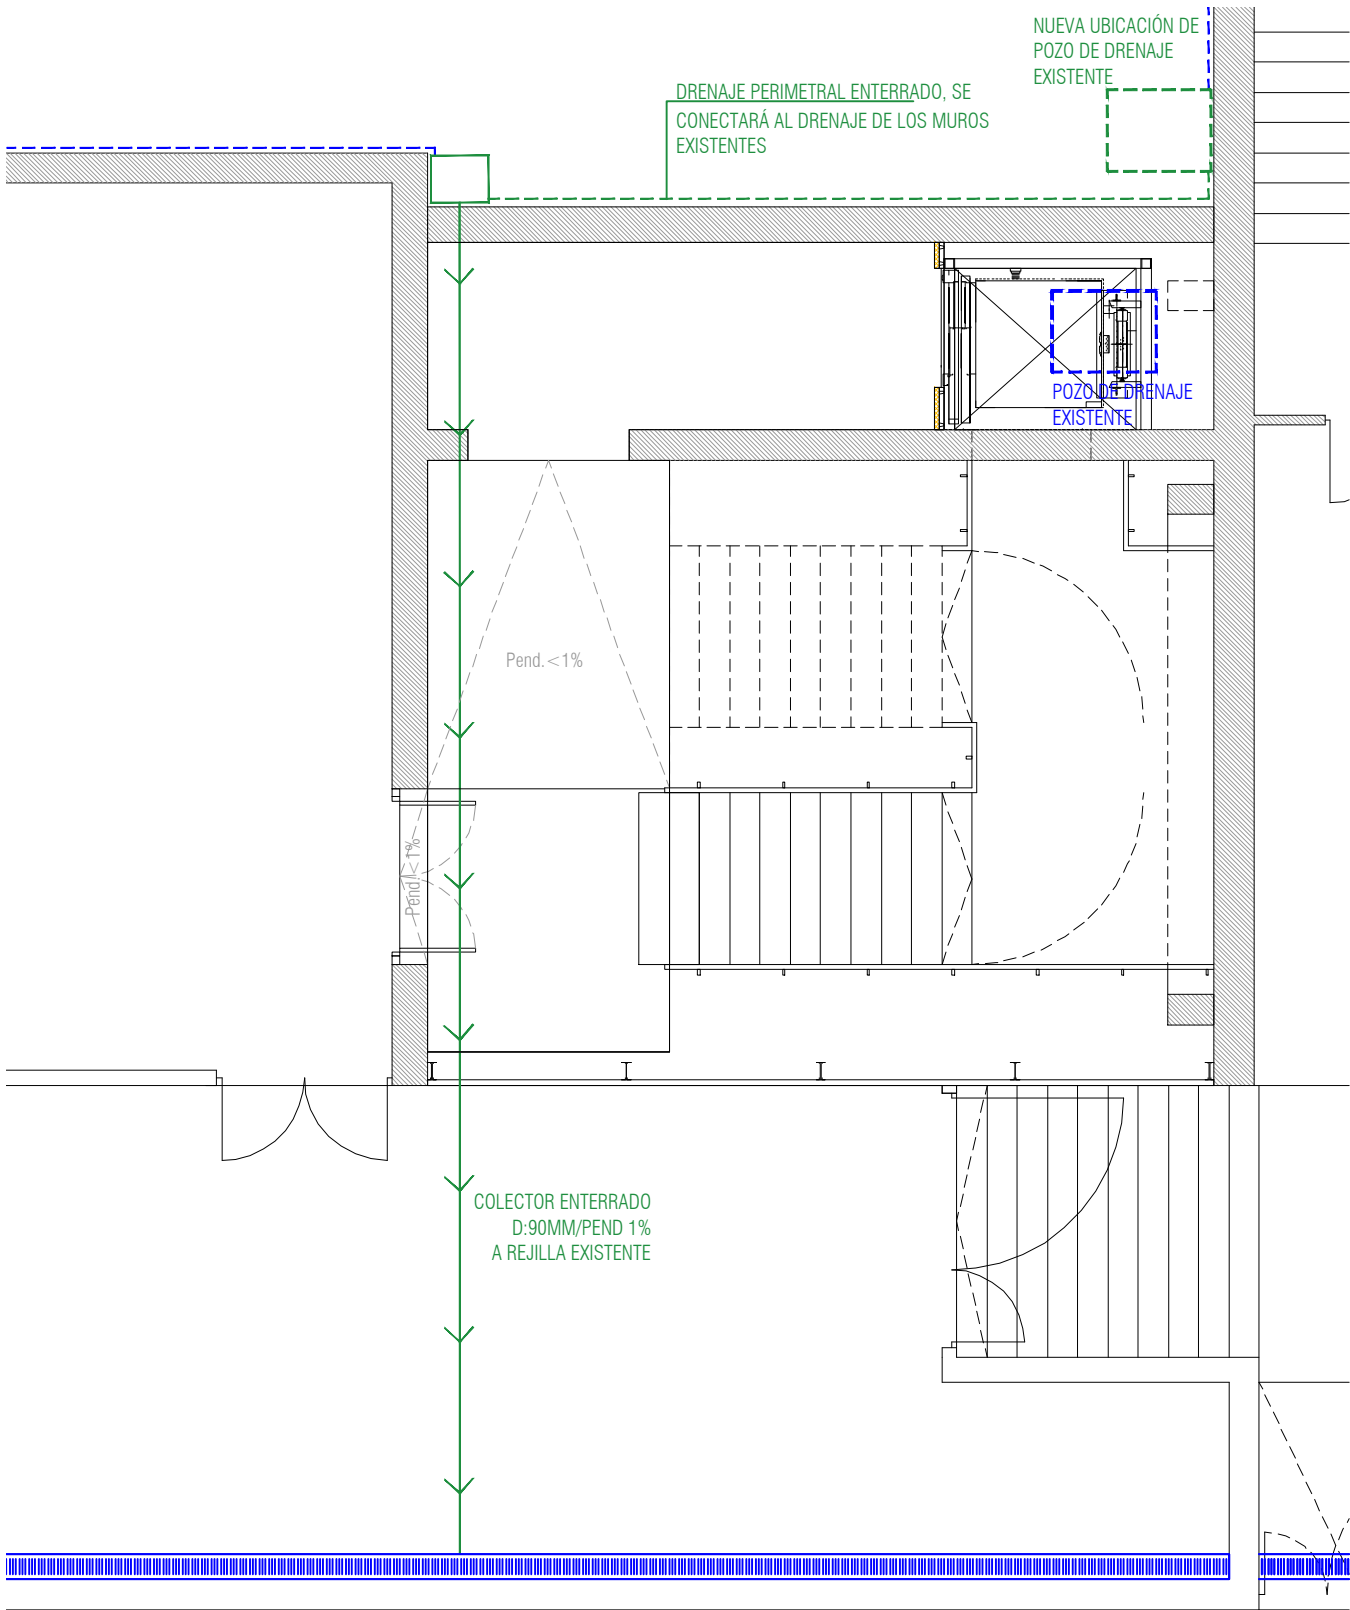 NUEVA UBICACIÓN DE
POZO DE DRENAJE
EXISTENTE
DRENAJE PERIMETRAL ENTERRADO, SE
CONECTARÁ AL DRENAJE DE LOS MUROS
EXISTENTES
POZO DE DRENAJE
EXISTENTE
Pend.<1%
Pend.<1%
COLECTOR ENTERRADO
D:90MM/PEND 1%
A REJILLA EXISTENTE